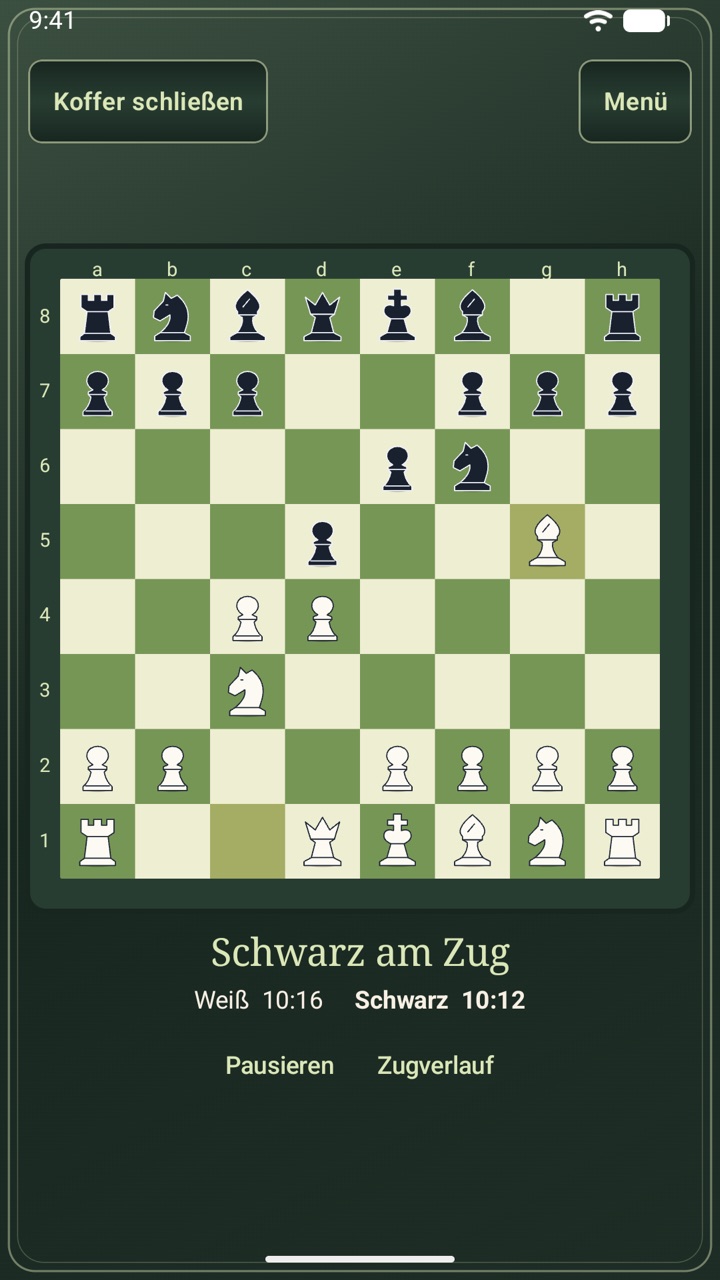 9:41
Koffer schließen
Menü
a b c d e f g h
8
7
6
5
4
3
2
1
Schwarz am Zug
Weiß 10:16 Schwarz 10:12
Pausieren Zugverlauf